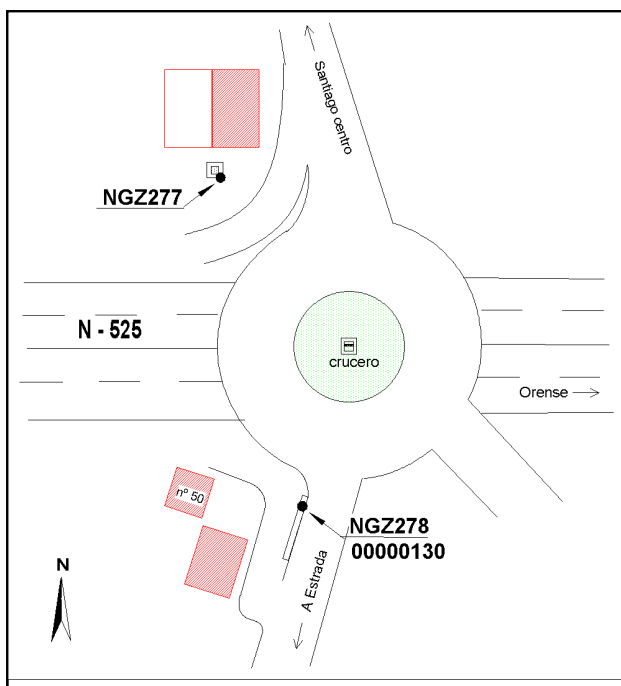 Santiago centro
NGZ277
N - 525
crucero
Orense
nº 50
NGZ278
00000130
A Estrada
N